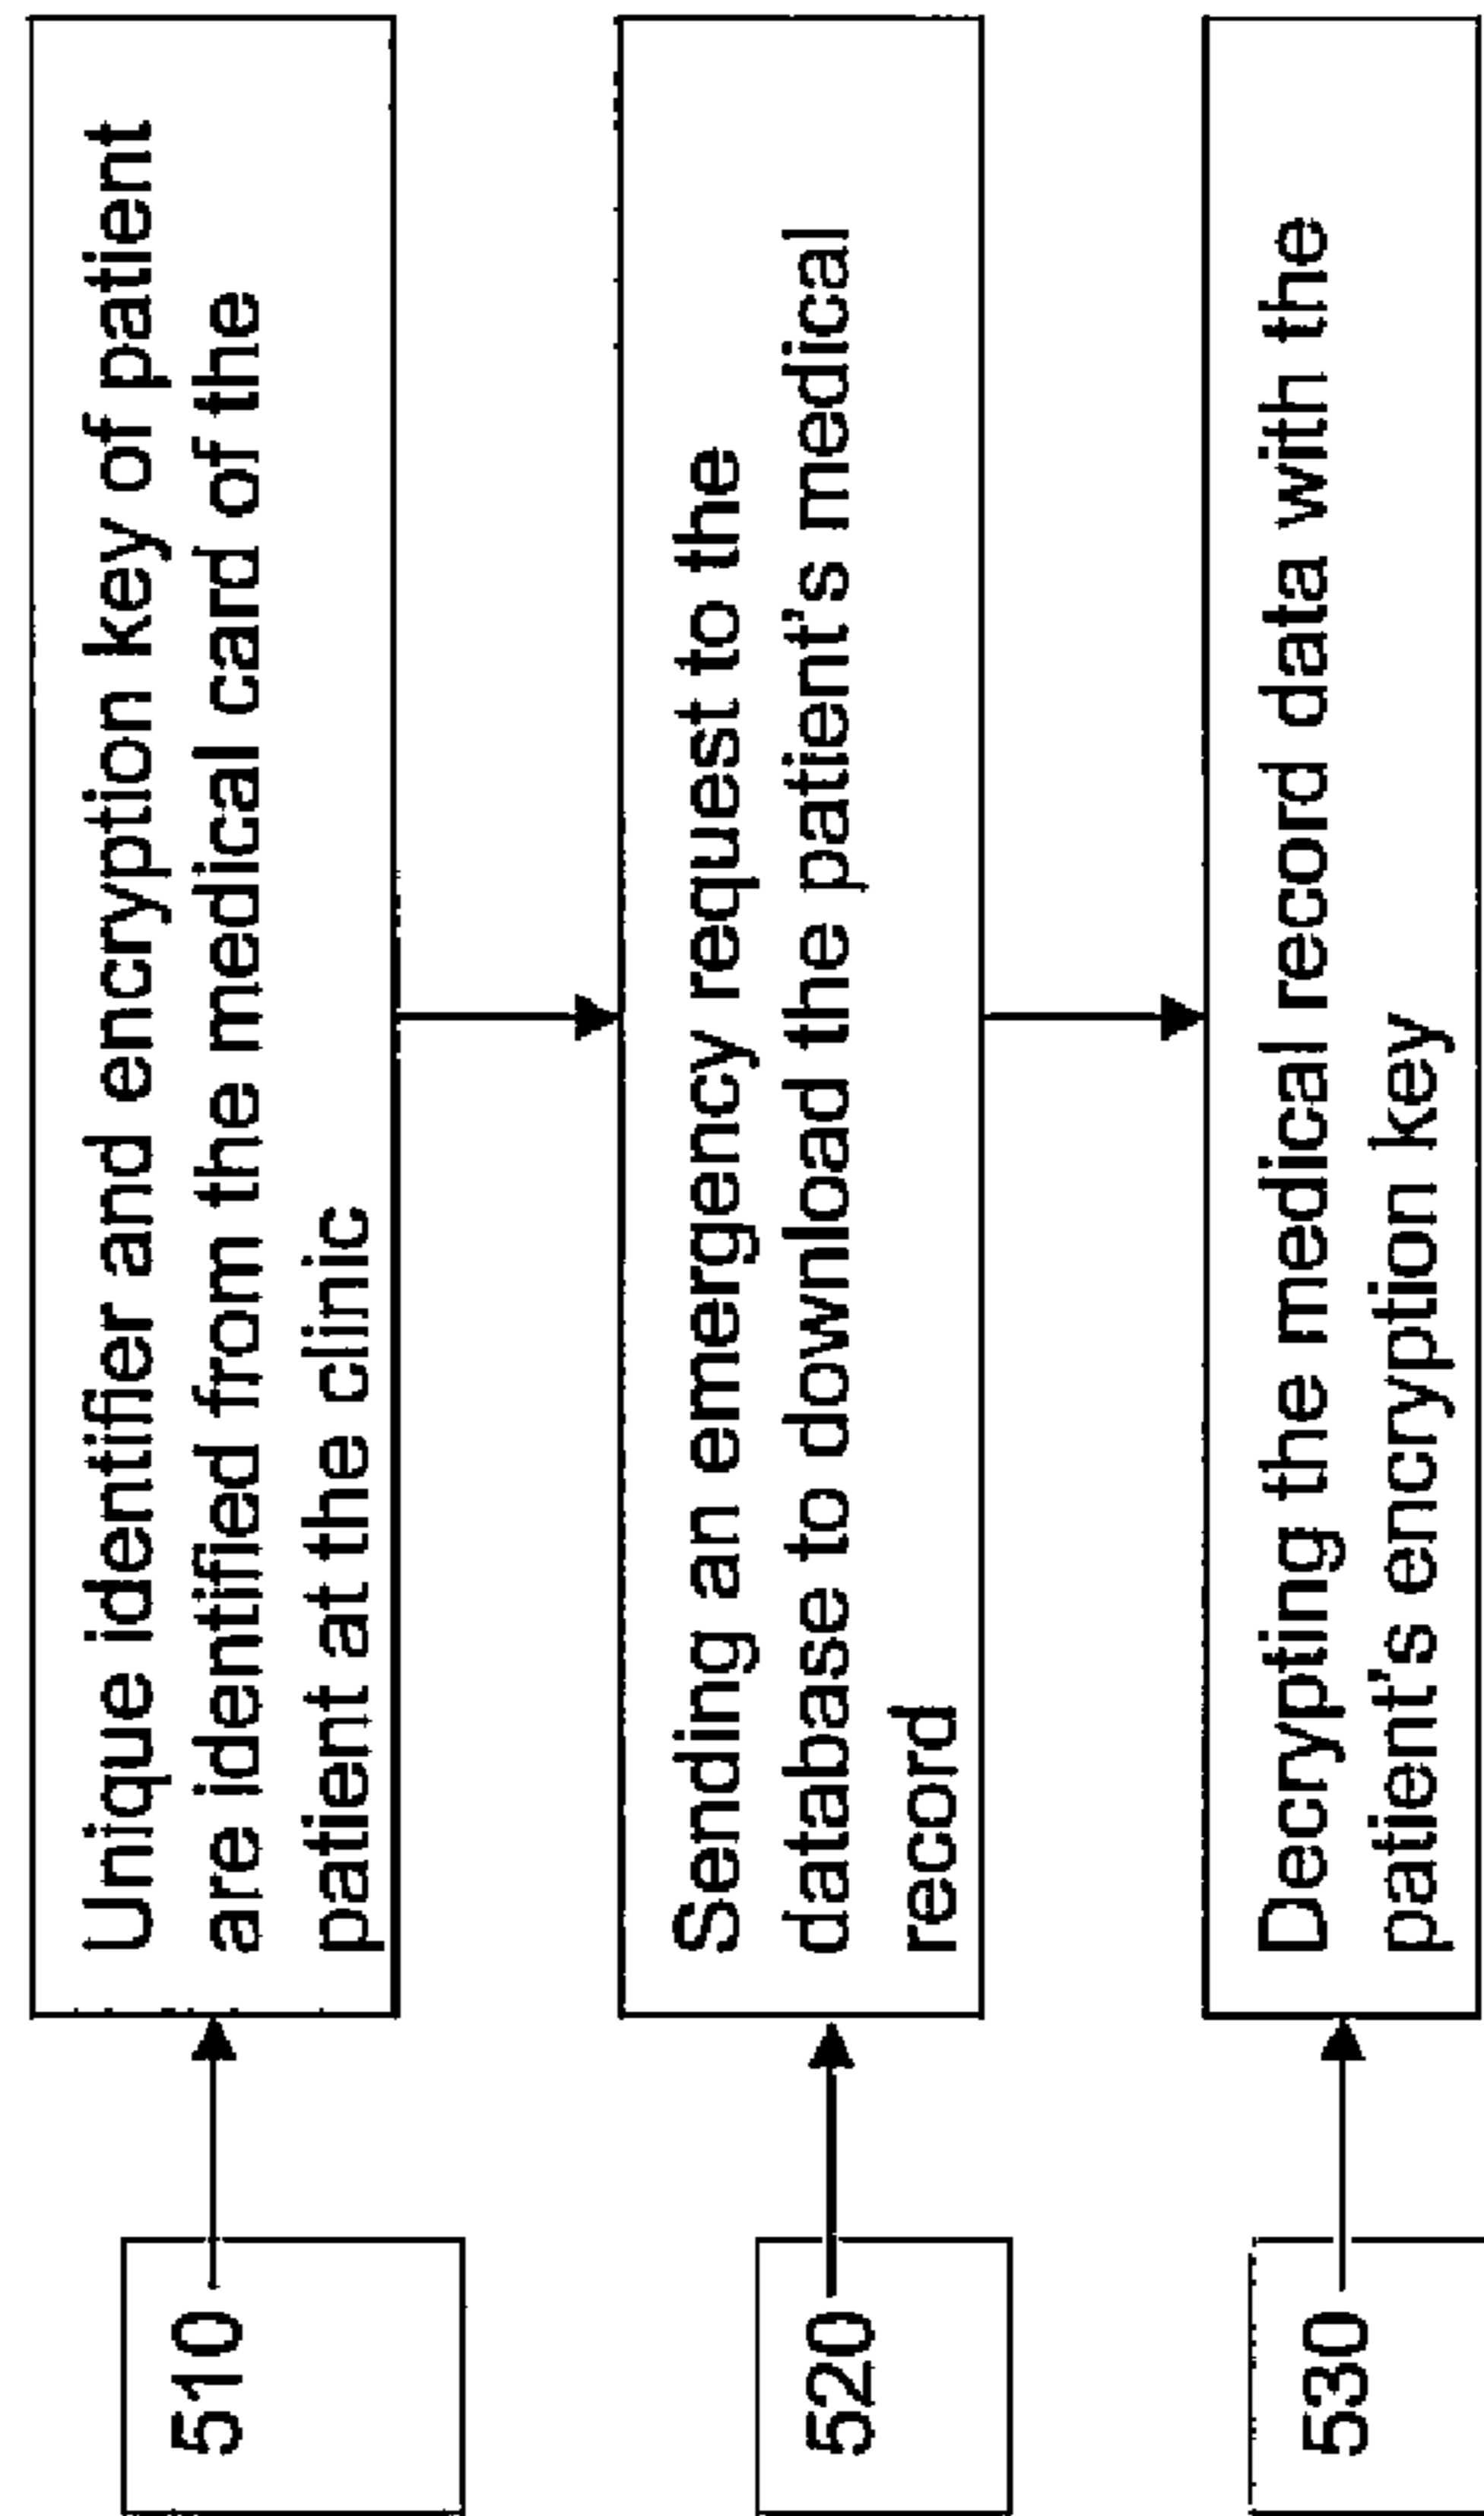 510
Unique identifier and encryption key of patient
are identified from the medical card of the
patient at the clinic
520
Sending an emergency request to the
database to download the patient's medical
record
530
Decrypting the medical record data with the
patient's encryption key